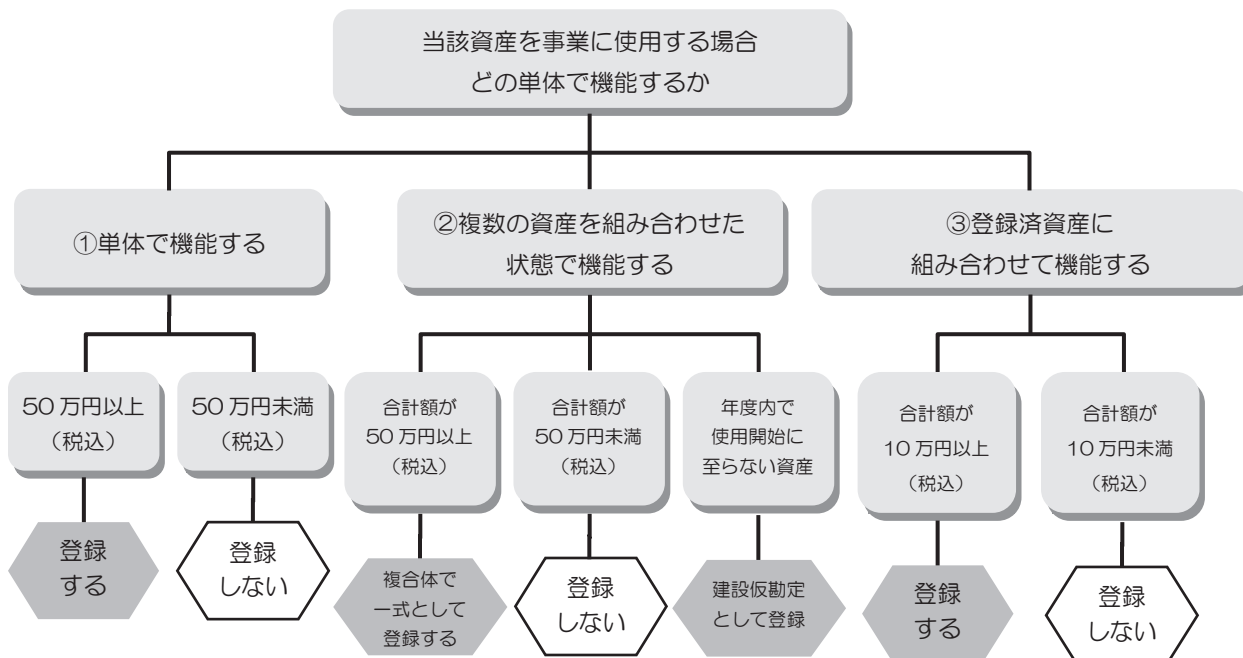 当該資産を事業に使用する場合
どの単体で機能するか
①単体で機能する
②複数の資産を組み合わせた
状態で機能する
③登録済資産に
組み合わせて機能する
50万円以上
（税込）
50万円未満
（税込）
合計額が
50万円以上
（税込）
合計額が
50万円未満
（税込）
年度内で
使用開始に
至らない資産
合計額が
10万円以上
（税込）
合計額が
10万円未満
（税込）
登録
する
登録
しない
複合体で
一式として
登録する
登録
しない
建設仮勘定
として登録
登録
する
登録
しない